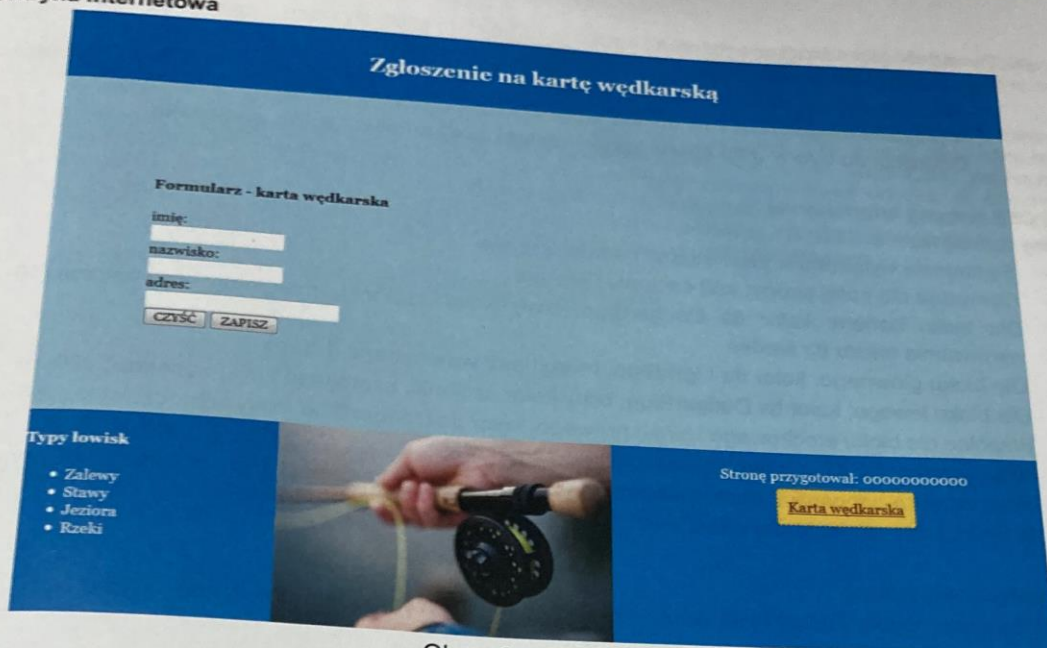 internetowa
Zgłoszenie na kartę wędkarską
Formularz - karta wędkarska
imię:
nazwisko:
adres:
CZYŚĆ ZAPISZ
Typy łowisk
Zalewy
Stawy
Jeziora
Rzeki
Stronę przygotował: 00000000000
Karta wędkarska